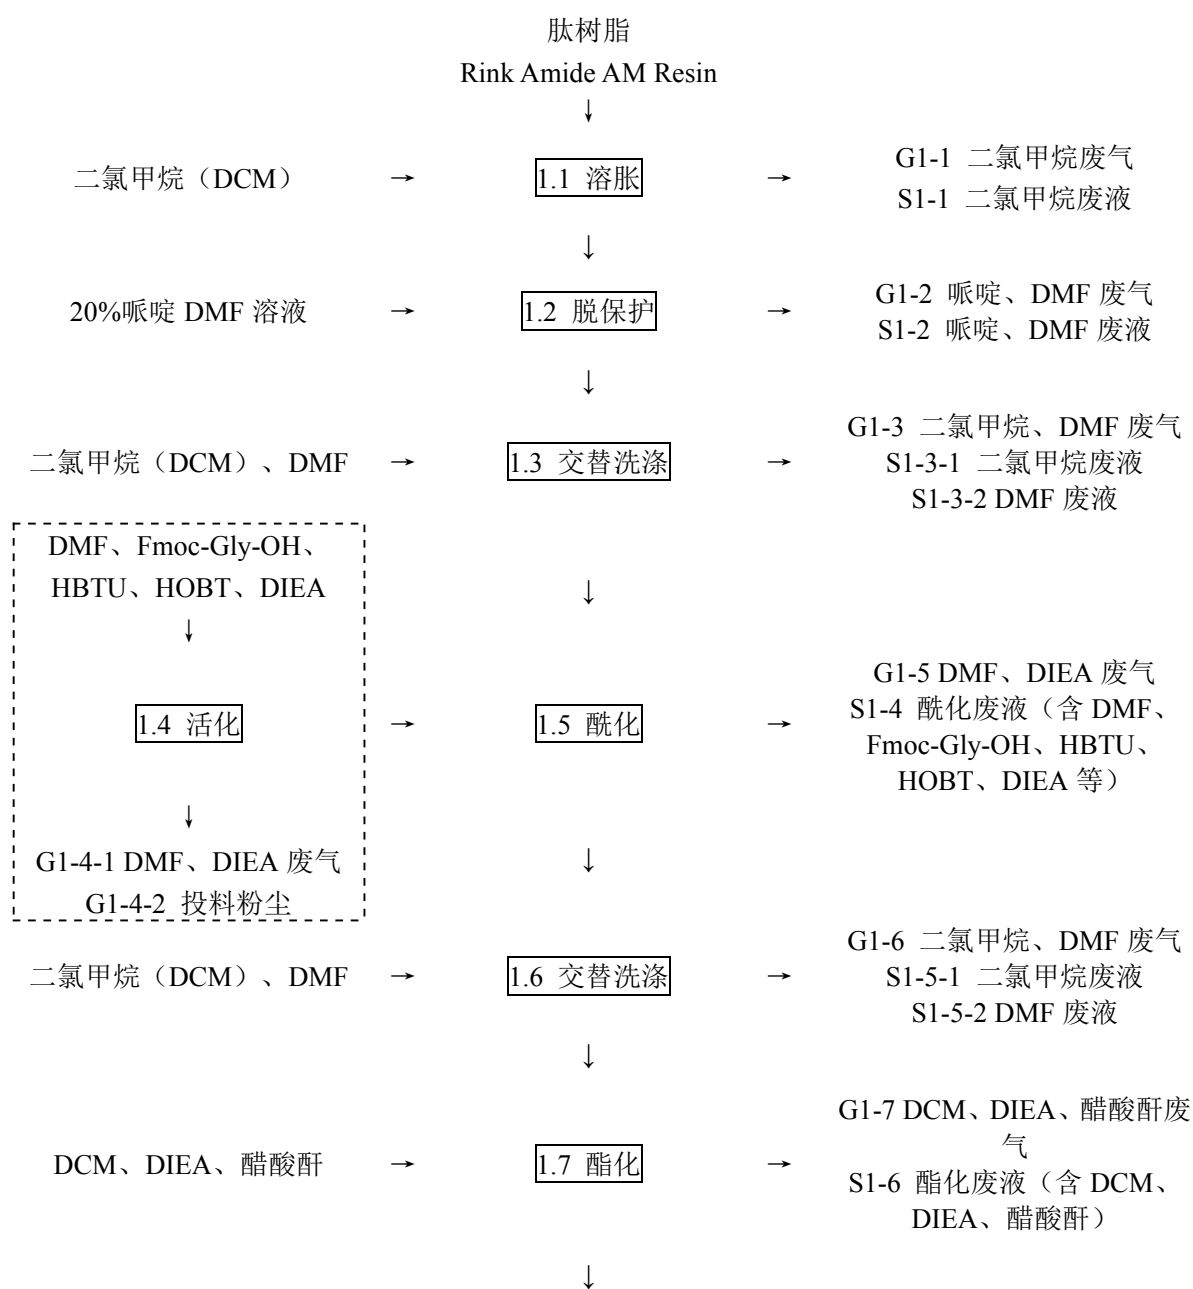 肽树脂
Rink Amide AM Resin
↓
二氯甲烷（DCM） → 1.1 溶胀 → G1-1 二氯甲烷废气
S1-1 二氯甲烷废液
↓
20%哌啶 DMF 溶液 → 1.2 脱保护 → G1-2 哌啶、DMF 废气
S1-2 哌啶、DMF 废液
↓
二氯甲烷（DCM）、DMF → 1.3 交替洗涤 → G1-3 二氯甲烷、DMF 废气
S1-3-1 二氯甲烷废液
S1-3-2 DMF 废液
DMF、Fmoc-Gly-OH、
HBTU、HOBT、DIEA
↓
↓
1.4 活化 → 1.5 酰化 → G1-5 DMF、DIEA 废气
S1-4 酰化废液（含 DMF、
Fmoc-Gly-OH、HBTU、
HOBT、DIEA 等）
↓
G1-4-1 DMF、DIEA 废气
G1-4-2 投料粉尘
↓
二氯甲烷（DCM）、DMF → 1.6 交替洗涤 → G1-6 二氯甲烷、DMF 废气
S1-5-1 二氯甲烷废液
S1-5-2 DMF 废液
↓
DCM、DIEA、醋酸酐 → 1.7 酯化 → G1-7 DCM、DIEA、醋酸酐废
气
S1-6 酯化废液（含 DCM、
DIEA、醋酸酐）
↓